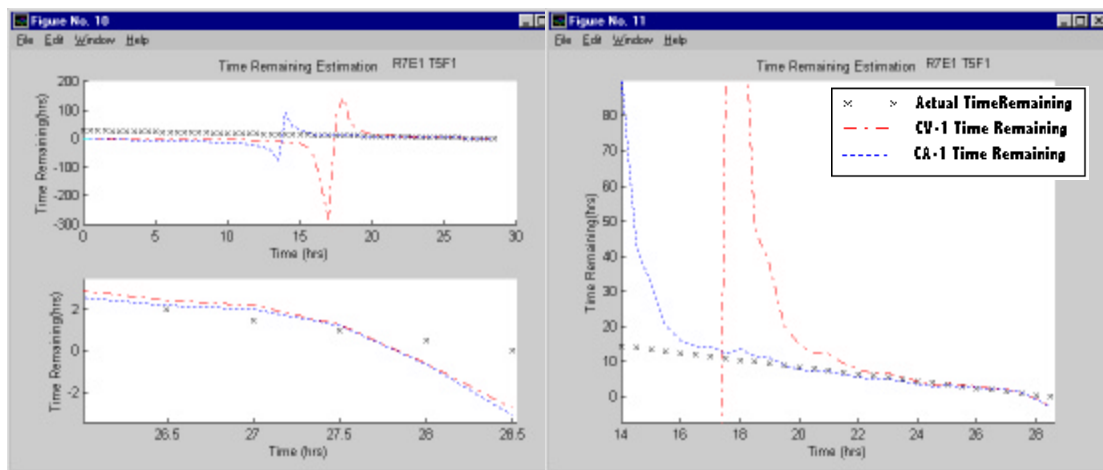 Figure No. 10
File Edit Window Help
Time Remaining Estimation R7E1 T5F1
Time Remaining(hrs)
200
100
0
-100
-200
-300
0 5 10 15 20 25 30
Time (hrs)
Time Remaining(hrs)
2
0
-2
26.5 27 27.5 28 28.5
Time (hrs)
Figure No. 11
File Edit Window Help
Time Remaining Estimation R7E1 T5F1
Actual TimeRemaining
CV-1 Time Remaining
CA-1 Time Remaining
Time Remaining(hrs)
80
70
60
50
40
30
20
10
0
14 16 18 20 22 24 26 28
Time (hrs)